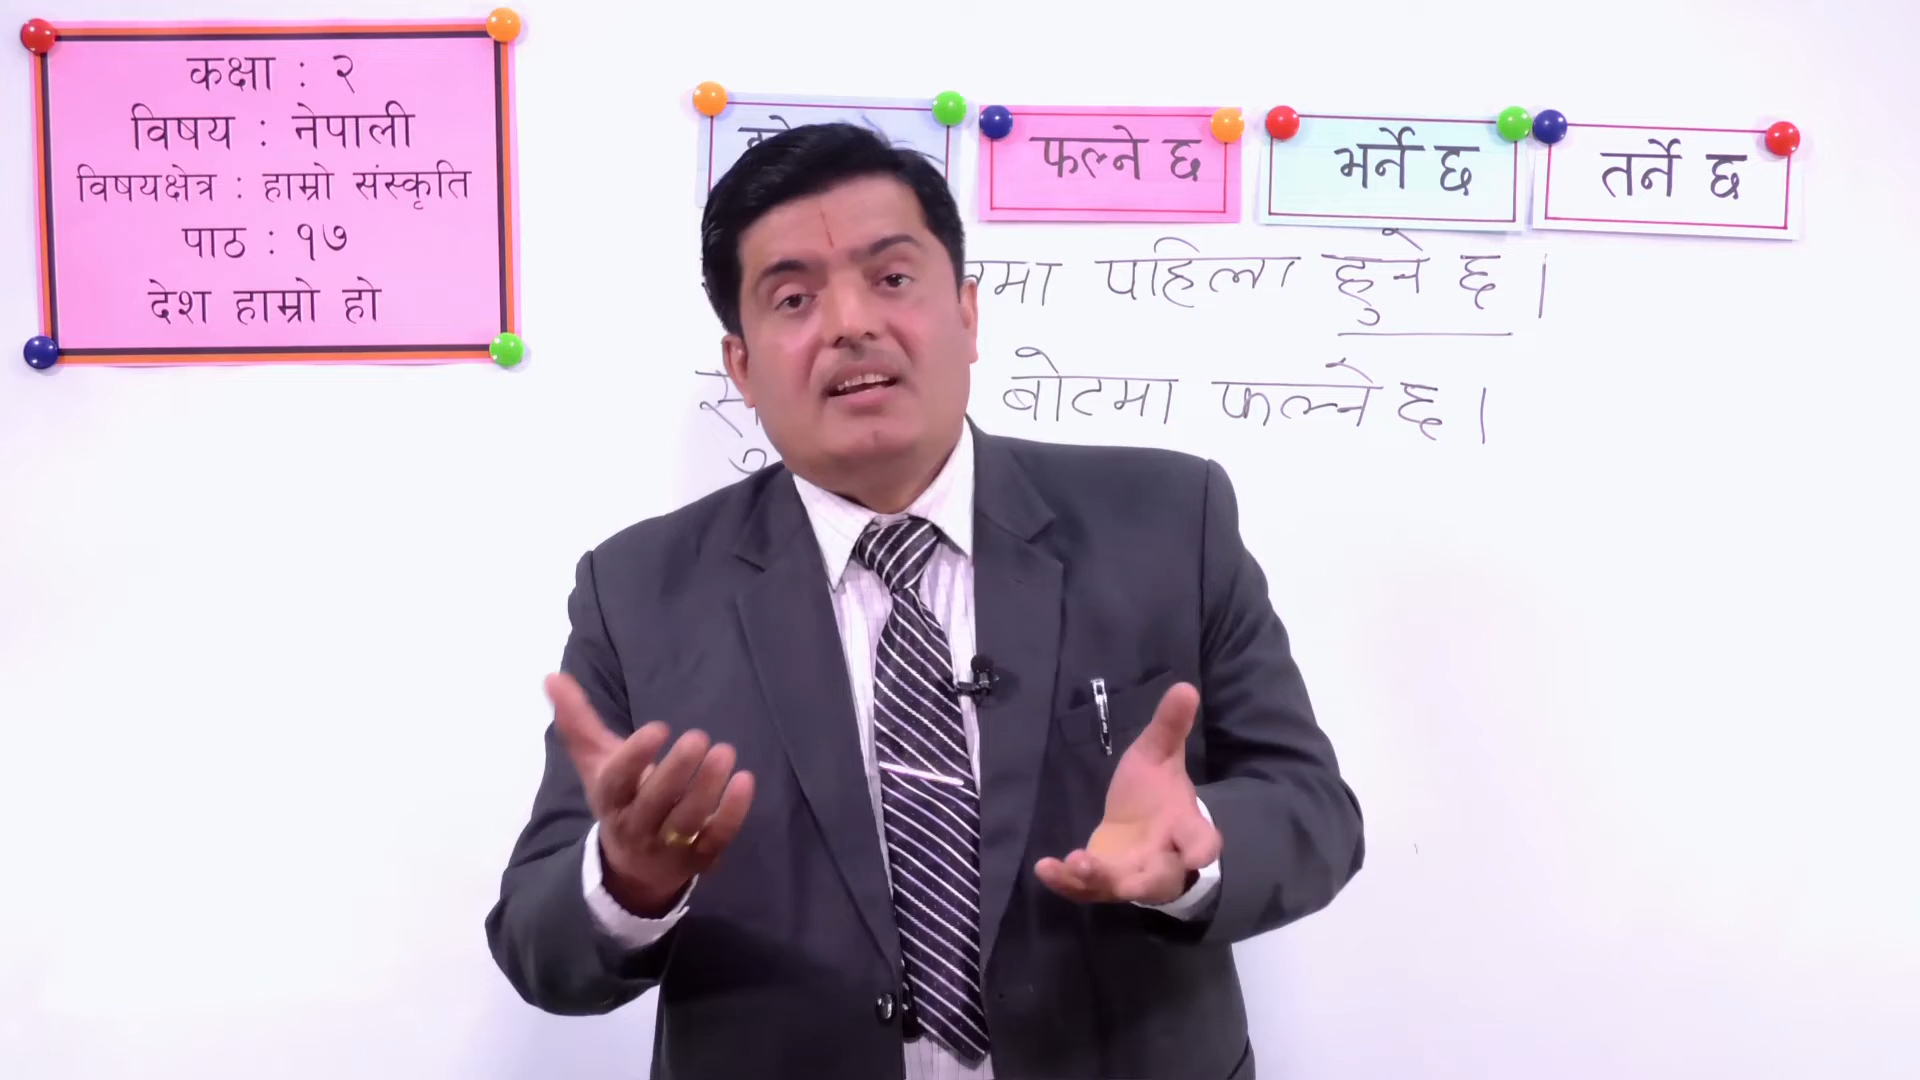 कक्षा : २
विषय : नेपाली
विषयक्षेत्र : हाम्रो संस्कृति
पाठ : १७
देश हाम्रो हो
फल्ने छ
भर्ने छ
तर्ने छ
पहिला हुने छ ।
बोटमा फल्ने छ ।